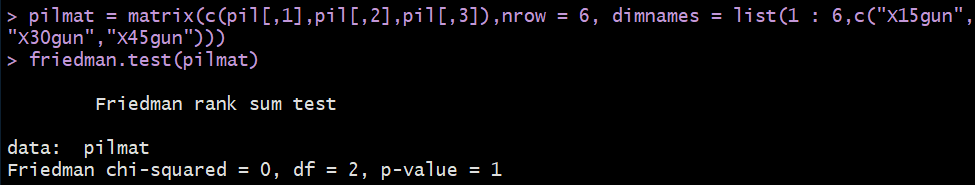 > pilmat = matrix(c(pil[,1],pil[,2],pil[,3]),nrow = 6, dimnames = list(1 : 6,c("X15gun",
"X30gun","X45gun")))
> friedman.test(pilmat)
Friedman rank sum test
data:  pilmat
Friedman chi-squared = 0, df = 2, p-value = 1